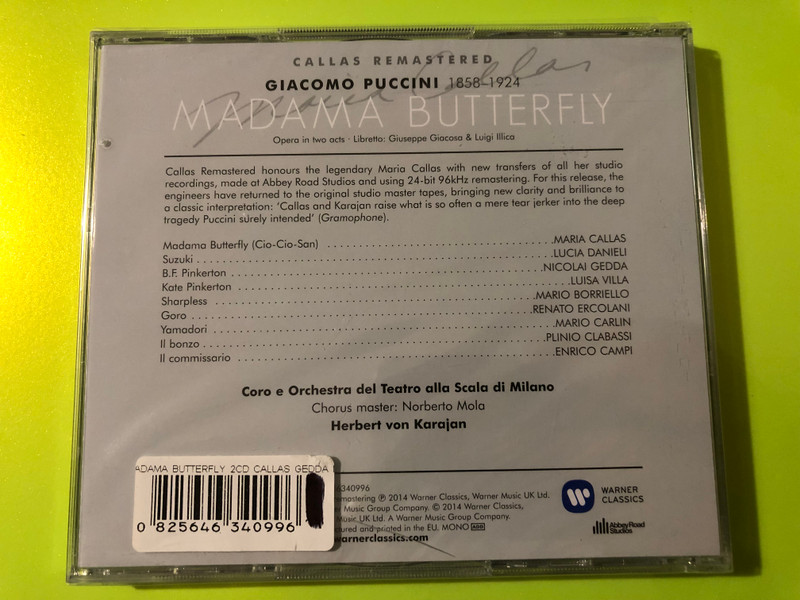 CALLAS REMASTERED
GIACOMO PUCCINI 1858–1924
Maria Callas
MADAMA BUTTERFLY
Opera in two acts · Libretto: Giuseppe Giacosa & Luigi Illica
Callas Remastered honours the legendary Maria Callas with new transfers of all her studio
recordings, made at Abbey Road Studios and using 24-bit 96kHz remastering. For this release, the
engineers have returned to the original studio master tapes, bringing new clarity and brilliance to
a classic interpretation: ‘Callas and Karajan raise what is so often a mere tear jerker into the deep
tragedy Puccini surely intended’ (Gramophone).
Madama Butterfly (Cio-Cio-San) MARIA CALLAS
Suzuki LUCIA DANIELI
B.F. Pinkerton NICOLAI GEDDA
Kate Pinkerton LUISA VILLA
Sharpless MARIO BORRIELLO
Goro RENATO ERCOLANI
Yamadori MARIO CARLIN
Il bonzo PLINIO CLABASSI
Il commissario ENRICO CAMPI
Coro e Orchestra del Teatro alla Scala di Milano
Chorus master: Norberto Mola
Herbert von Karajan
ADAMA BUTTERFLY 2CD CALLAS GEDDA
0 825646 340996
340996
mastering ℗ 2014 Warner Classics, Warner Music UK Ltd.
er Music Group Company. © 2014 Warner Classics,
Music UK Ltd. A Warner Music Group Company.
ured and printed in the EU. MONO ADD
warnerclassics.com
WARNER
CLASSICS
Abbey Road
Studios